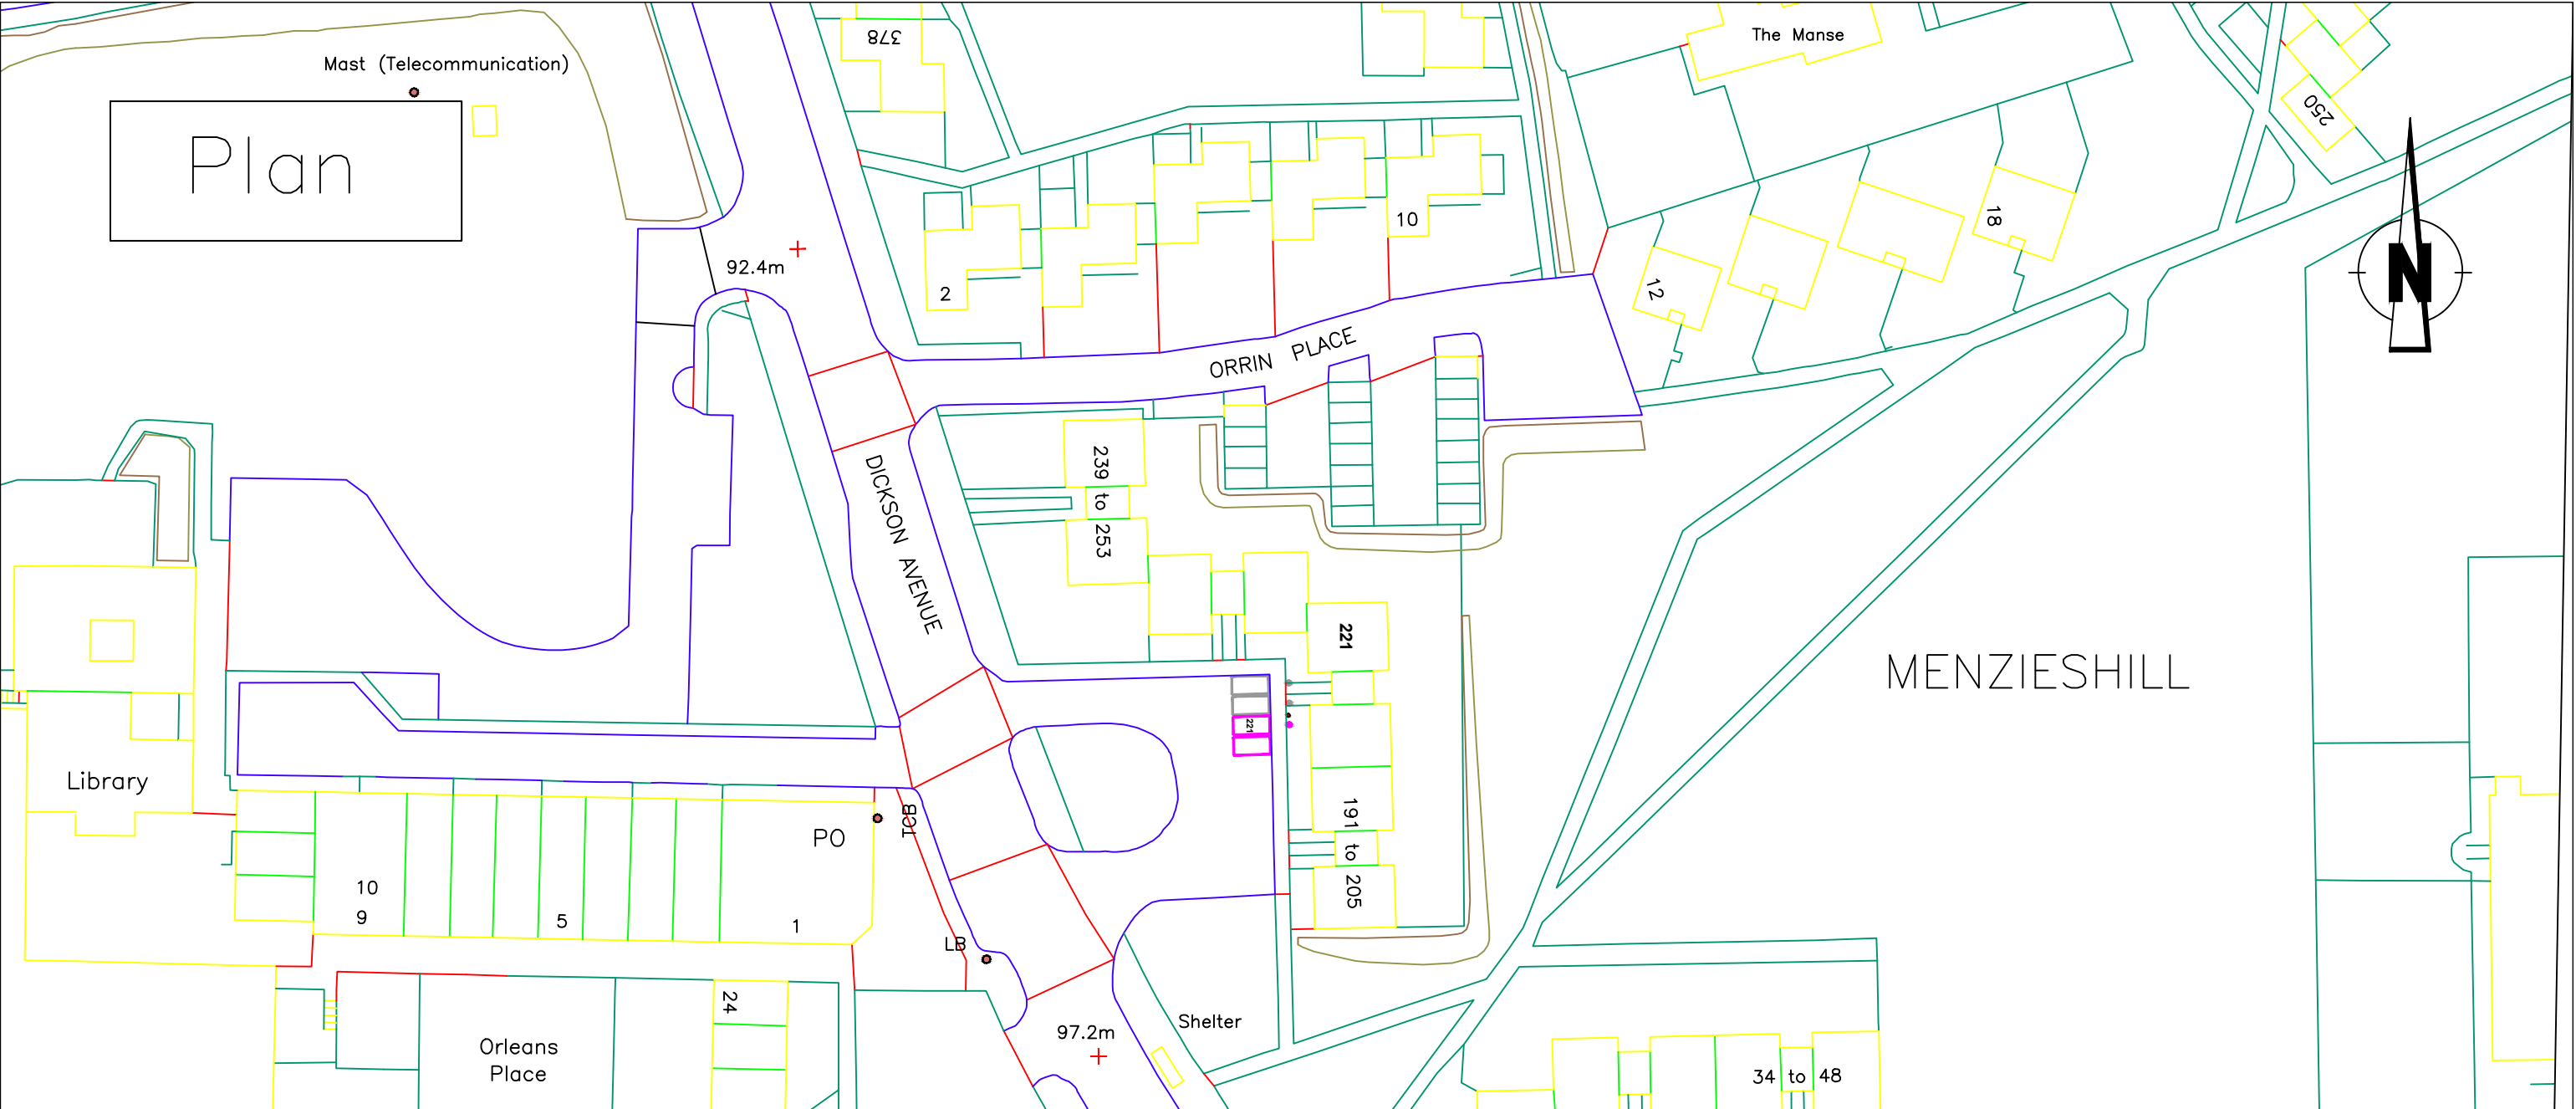 378
The Manse
Mast (Telecommunication)
250
Plan
10
18
N
92.4m
2
12
ORRIN PLACE
239 to 253
DICKSON AVENUE
221
MENZIESHILL
221
Library
PO
TCB
191 to 205
10
9
5
1
LB
24
Shelter
97.2m
Orleans
Place
34 to 48